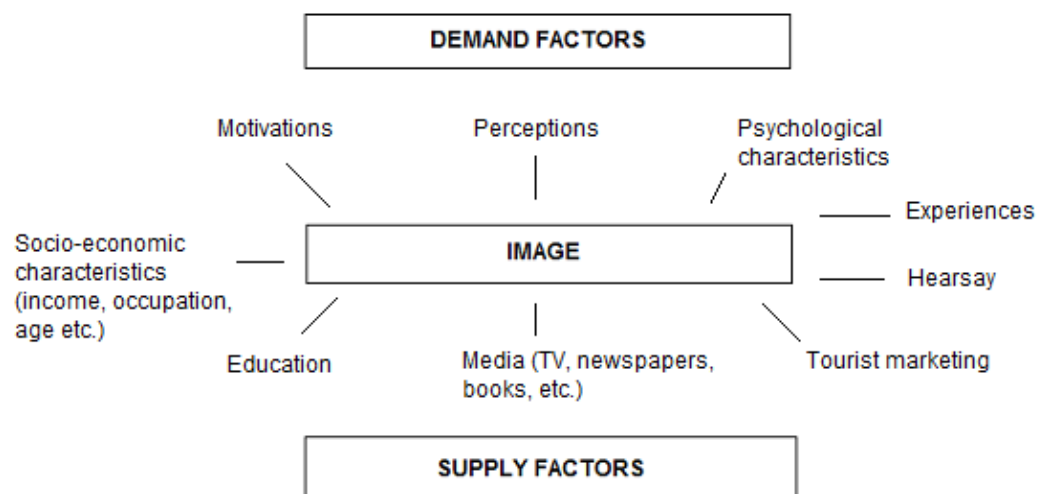 DEMAND FACTORS
Motivations
Perceptions
Psychological
characteristics
Experiences
Socio-economic
characteristics
(income, occupation,
age etc.)
IMAGE
Hearsay
Education
Media (TV, newspapers,
books, etc.)
Tourist marketing
SUPPLY FACTORS